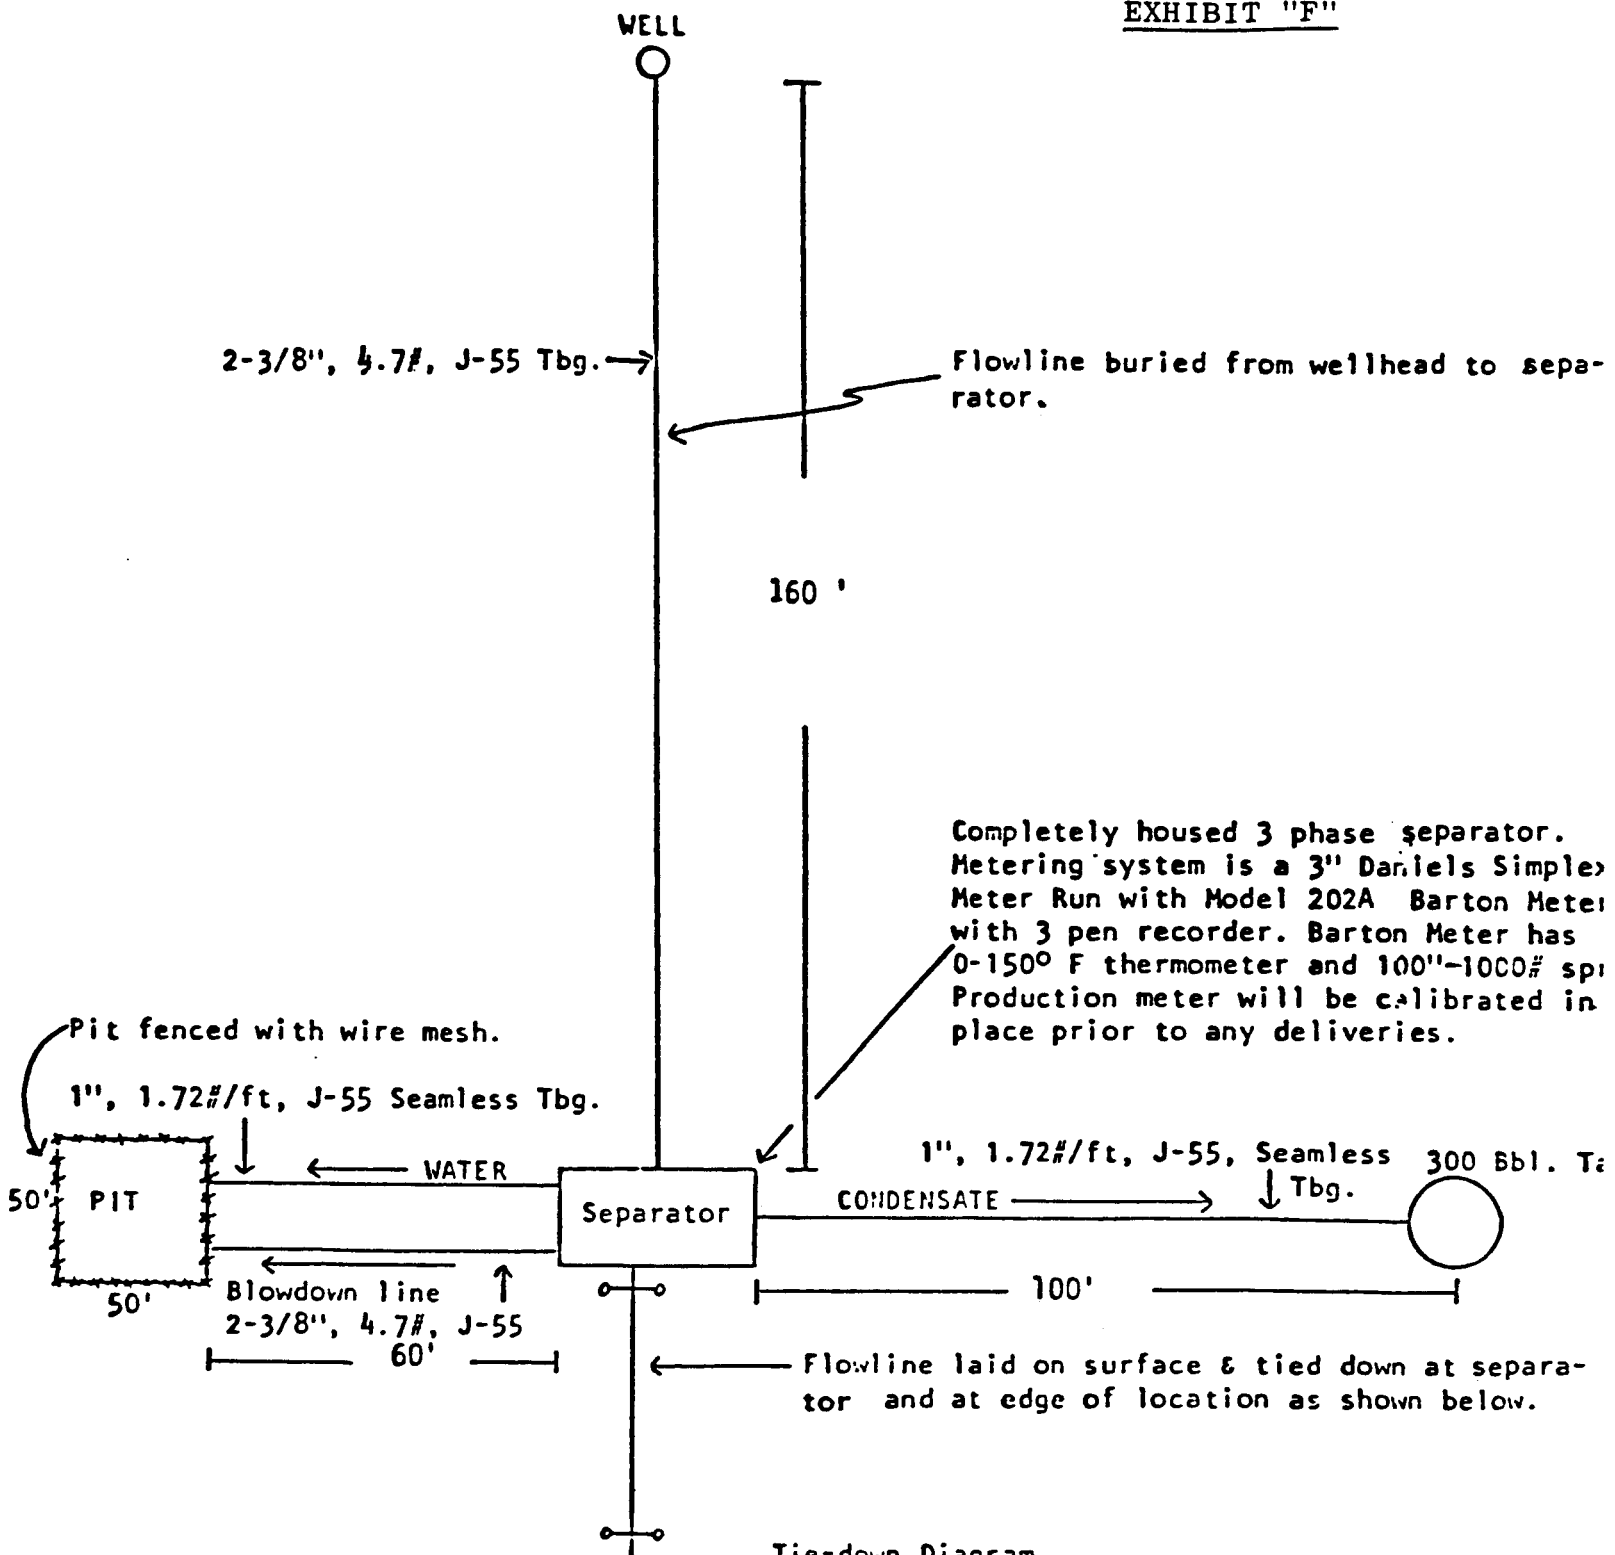 EXHIBIT "F"
WELL
2-3/8", 4.7#, J-55 Tbg.
Flowline buried from wellhead to sepa-
rator.
160 '
Completely housed 3 phase separator.
Metering system is a 3" Daniels
Meter Run with Model 202A Barton
with 3 pen recorder. Barton Meter has
0-150° F thermometer and 100"-1000#
Production meter will be calibrated in
place prior to any deliveries.
Pit fenced with wire mesh.
1", 1.72#/ft, J-55 Seamless Tbg.
1", 1.72#/ft, J-55, Seamless
Tbg.
300 Bbl.
WATER
50'
PIT
Separator
CONDENSATE
50'
Blowdown line
2-3/8", 4.7#, J-55
60'
100'
Flowline laid on surface & tied down at separa-
tor and at edge of location as shown below.
Tie-down Diagram